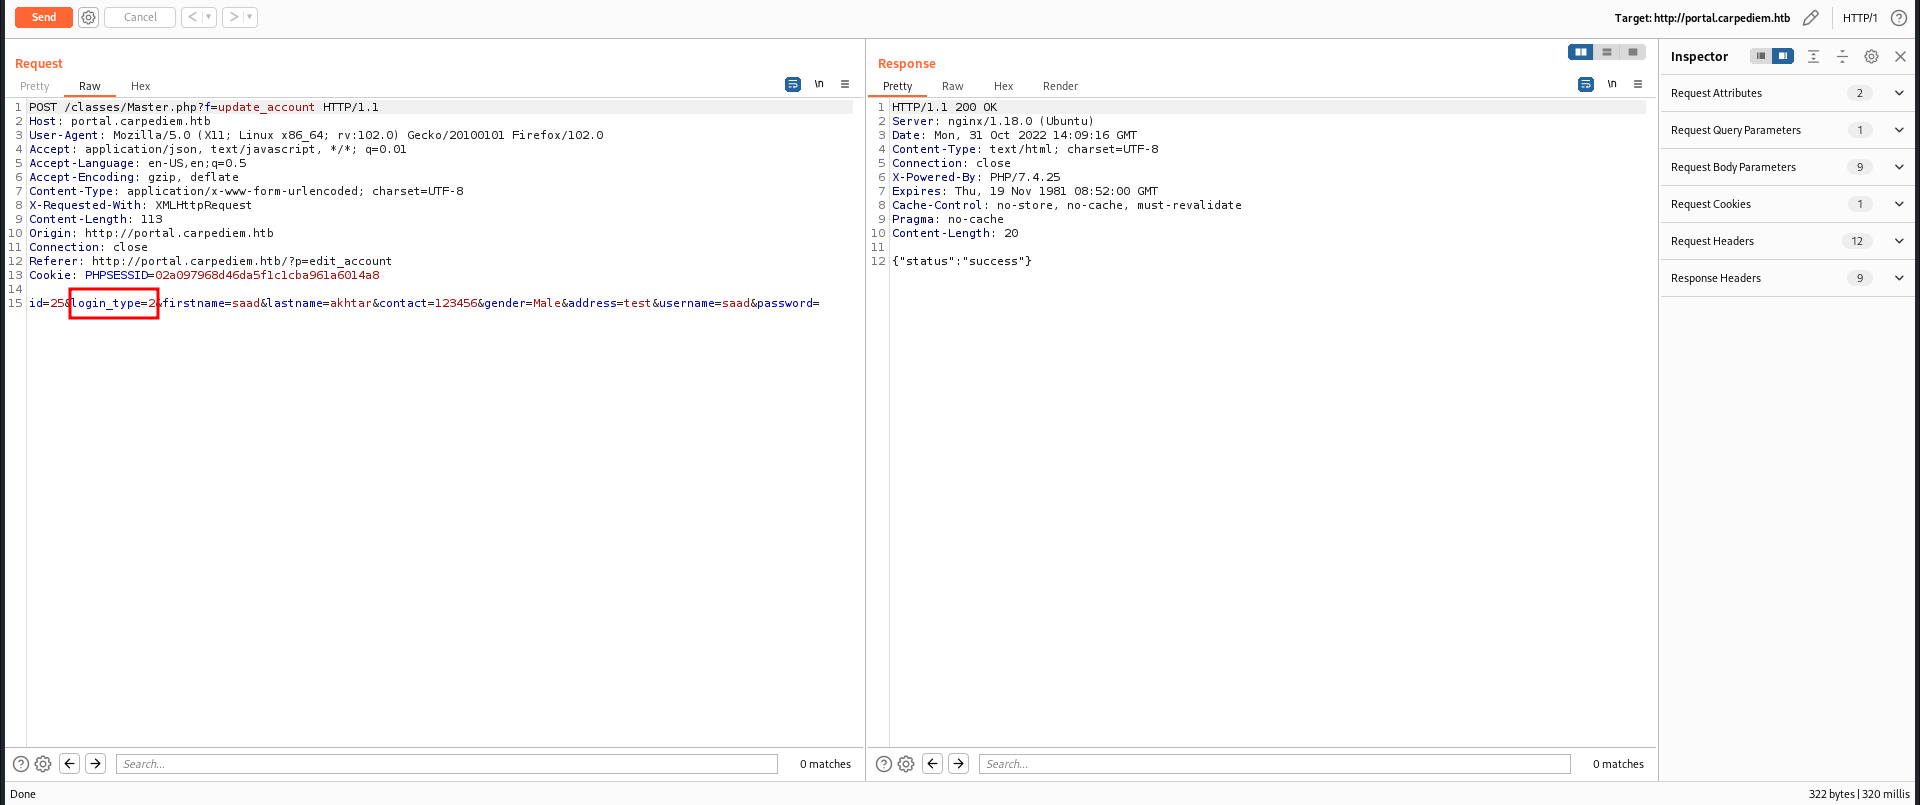 Send
Cancel
Target: http://portal.carpediem.htb
HTTP/1
Request
Pretty
Raw
Hex
\n
1 POST /classes/Master.php?f=update_account HTTP/1.1
2 Host: portal.carpediem.htb
3 User-Agent: Mozilla/5.0 (X11; Linux x86_64; rv:102.0) Gecko/20100101 Firefox/102.0
4 Accept: application/json, text/javascript, */*; q=0.01
5 Accept-Language: en-US,en;q=0.5
6 Accept-Encoding: gzip, deflate
7 Content-Type: application/x-www-form-urlencoded; charset=UTF-8
8 X-Requested-With: XMLHttpRequest
9 Content-Length: 113
10 Origin: http://portal.carpediem.htb
11 Connection: close
12 Referer: http://portal.carpediem.htb/?p=edit_account
13 Cookie: PHPSESSID=02a097968d46da5f1c1cba961a6014a8
14
15 id=25&login_type=2&firstname=saad&lastname=akhtar&contact=123456&gender=Male&address=test&username=saad&password=
Search...
0 matches
Response
Pretty
Raw
Hex
Render
\n
1 HTTP/1.1 200 OK
2 Server: nginx/1.18.0 (Ubuntu)
3 Date: Mon, 31 Oct 2022 14:09:16 GMT
4 Content-Type: text/html; charset=UTF-8
5 Connection: close
6 X-Powered-By: PHP/7.4.25
7 Expires: Thu, 19 Nov 1981 08:52:00 GMT
8 Cache-Control: no-store, no-cache, must-revalidate
9 Pragma: no-cache
10 Content-Length: 20
11
12 {"status":"success"}
Search...
0 matches
Inspector
Request Attributes 2
Request Query Parameters 1
Request Body Parameters 9
Request Cookies 1
Request Headers 12
Response Headers 9
Done
322 bytes | 320 millis